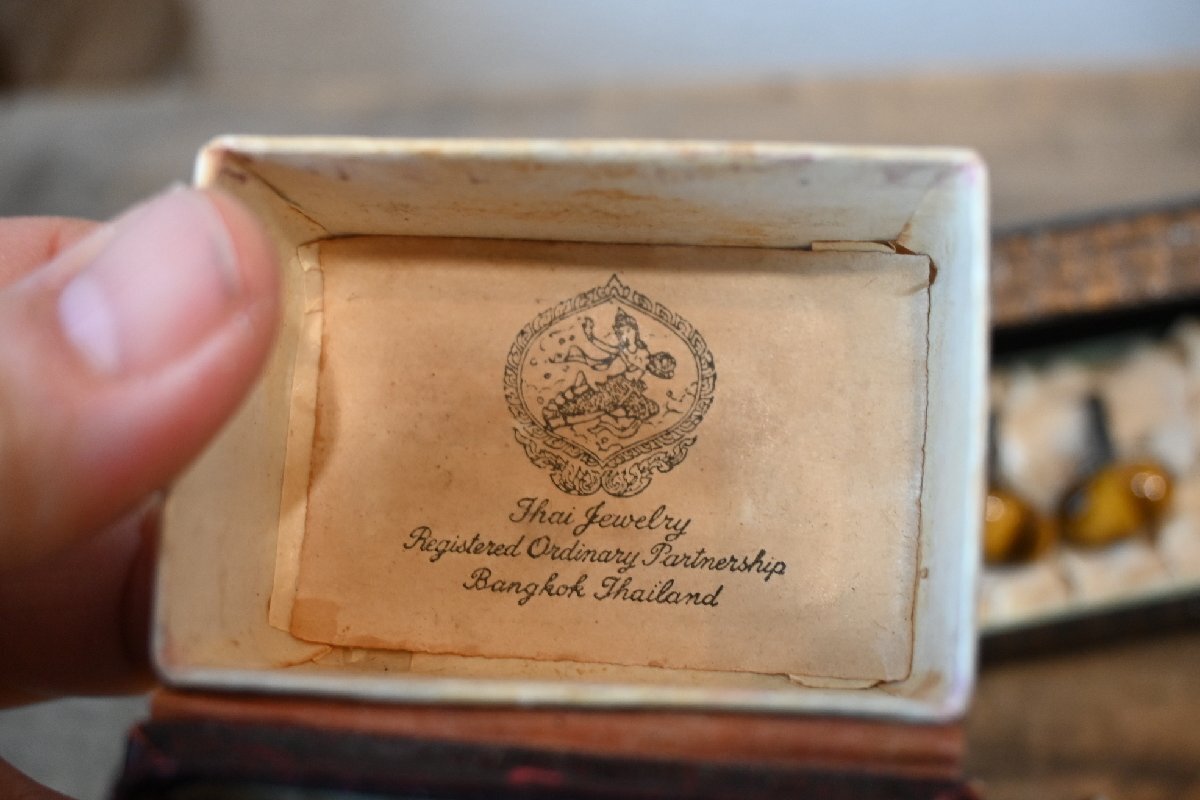 Thai Jewelry
Registered Ordinary Partnership
Bangkok Thailand